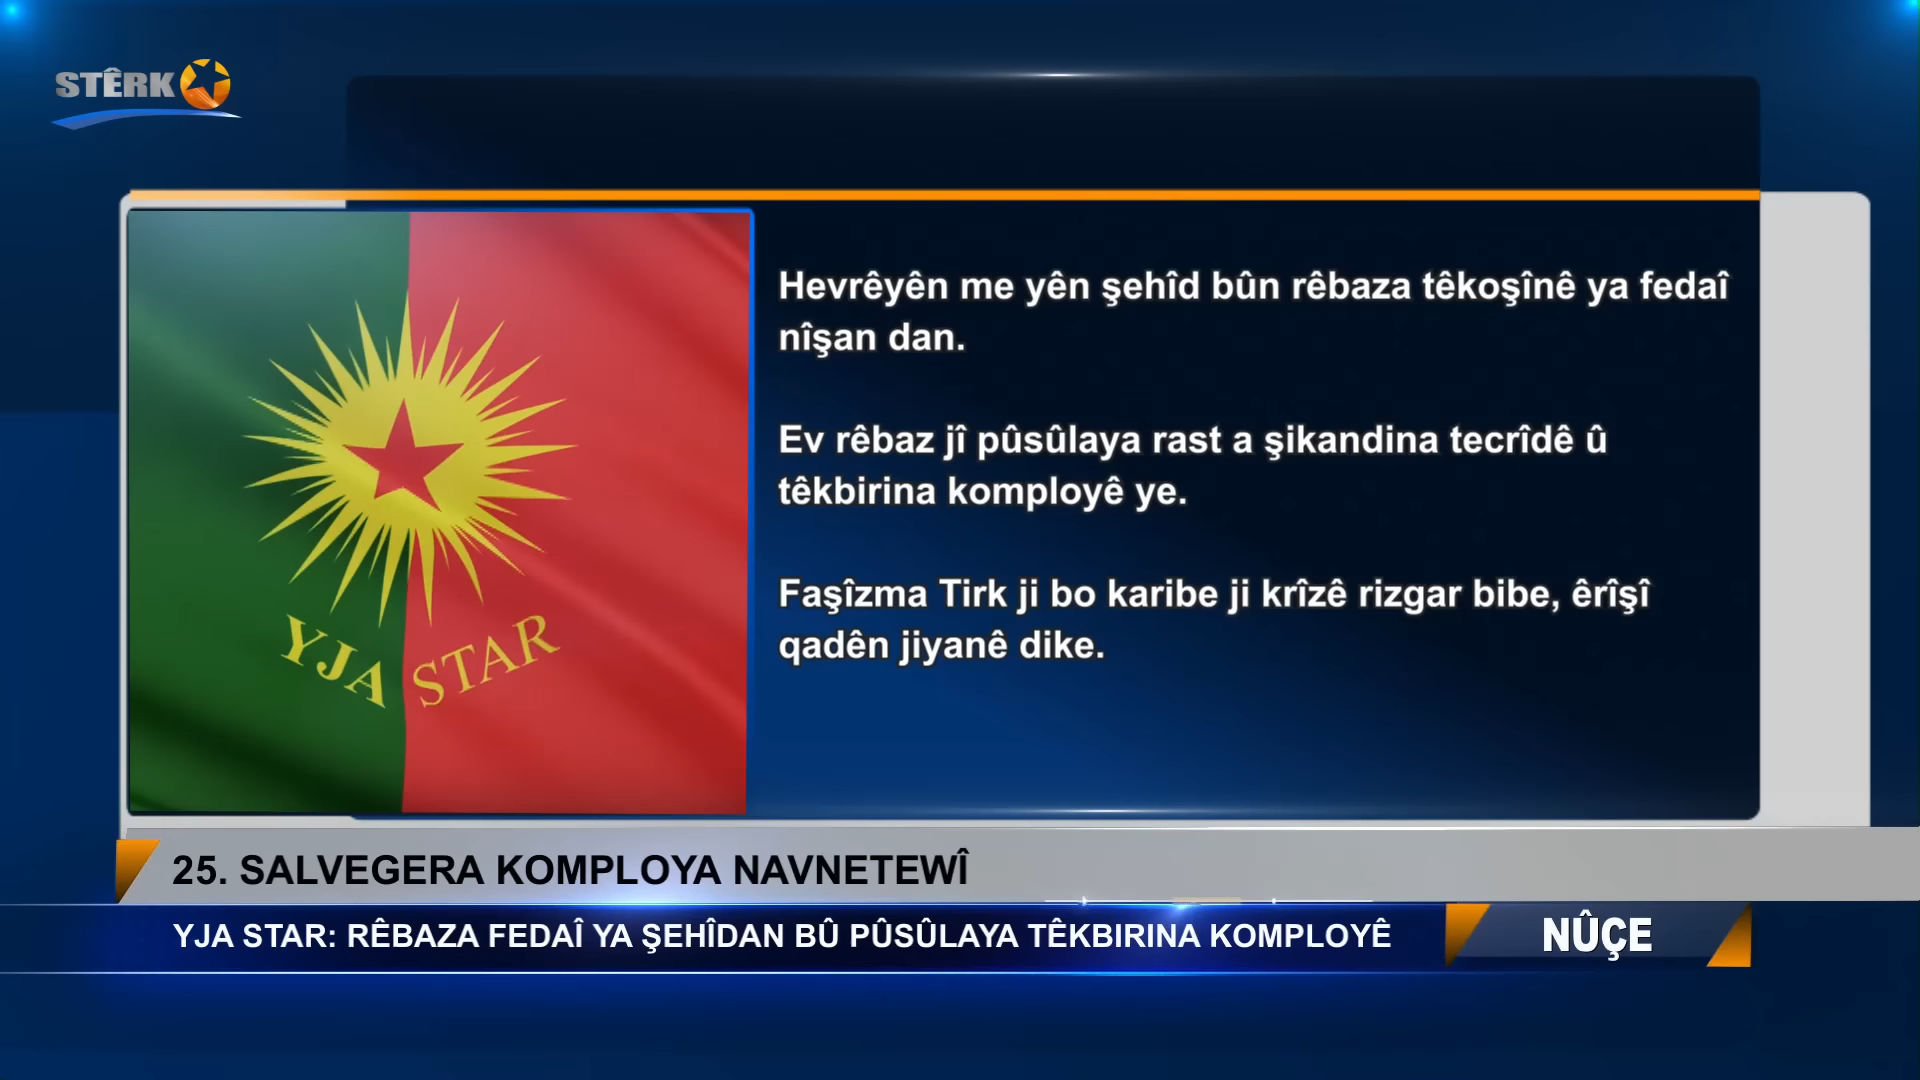 STÊRK
Hevrêyên me yên şehîd bûn rêbaza têkoşînê ya fedaî
nîşan dan.
Ev rêbaz jî pûsûlaya rast a şikandina tecrîdê û
têkbirina komployê ye.
Faşîzma Tirk ji bo karibe ji krîzê rizgar bibe, êrîşî
qadên jiyanê dike.
YJA STAR
25. SALVEGERA KOMPLOYA NAVNETEWÎ
YJA STAR: RÊBAZA FEDAÎ YA ŞEHÎDAN BÛ PÛSÛLAYA TÊKBIRINA KOMPLOYÊ
NÛÇE